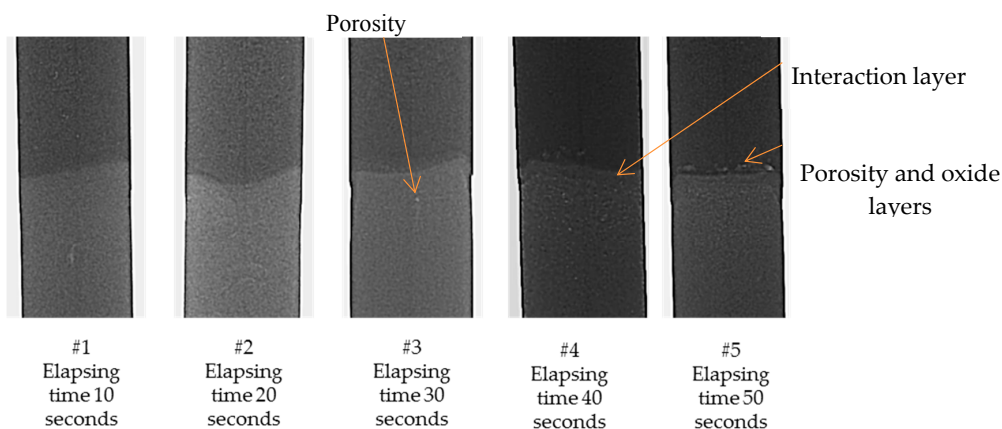 Porosity
Interaction layer
Porosity and oxide
layers
#1
Elapsing
time 10
seconds
#2
Elapsing
time 20
seconds
#3
Elapsing
time 30
seconds
#4
Elapsing
time 40
seconds
#5
Elapsing
time 50
seconds